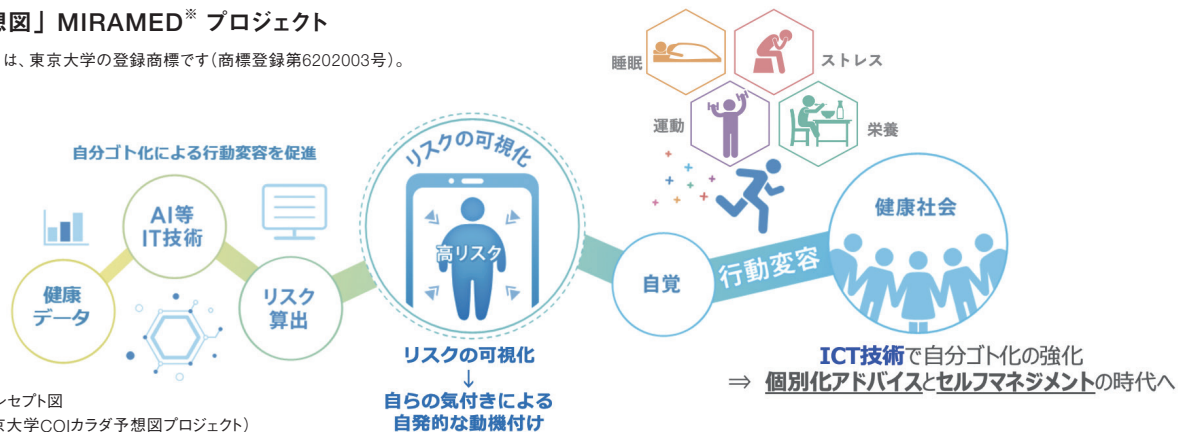 想図」 MIRAMED※ プロジェクト
は、東京大学の登録商標です(商標登録第6202003号)。
睡眠
ストレス
運動
栄養
自分ゴト化による行動変容を促進
健康
データ
AI等
IT技術
リスク
算出
リスクの可視化
高リスク
リスクの可視化
↓
自らの気付きによる
自発的な動機付け
自覚
行動変容
健康社会
ICT技術で自分ゴト化の強化
⇒ 個別化アドバイスとセルフマネジメントの時代へ
ンセプト図
京大学COIカラダ予想図プロジェクト)